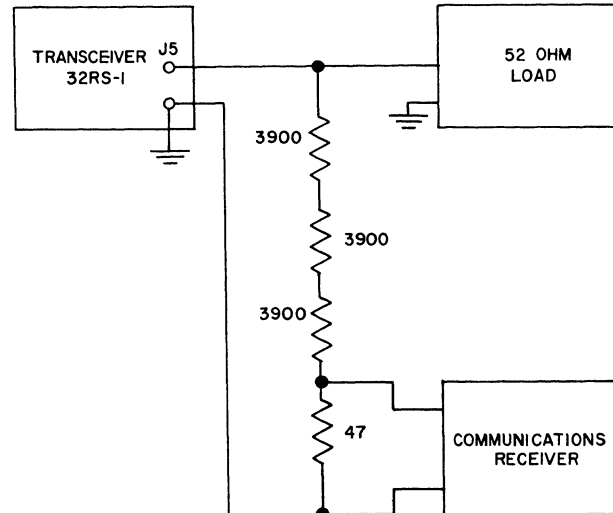 TRANSCEIVER
32RS-1
J5
52 OHM
LOAD
3900
3900
3900
47
COMMUNICATIONS
RECEIVER